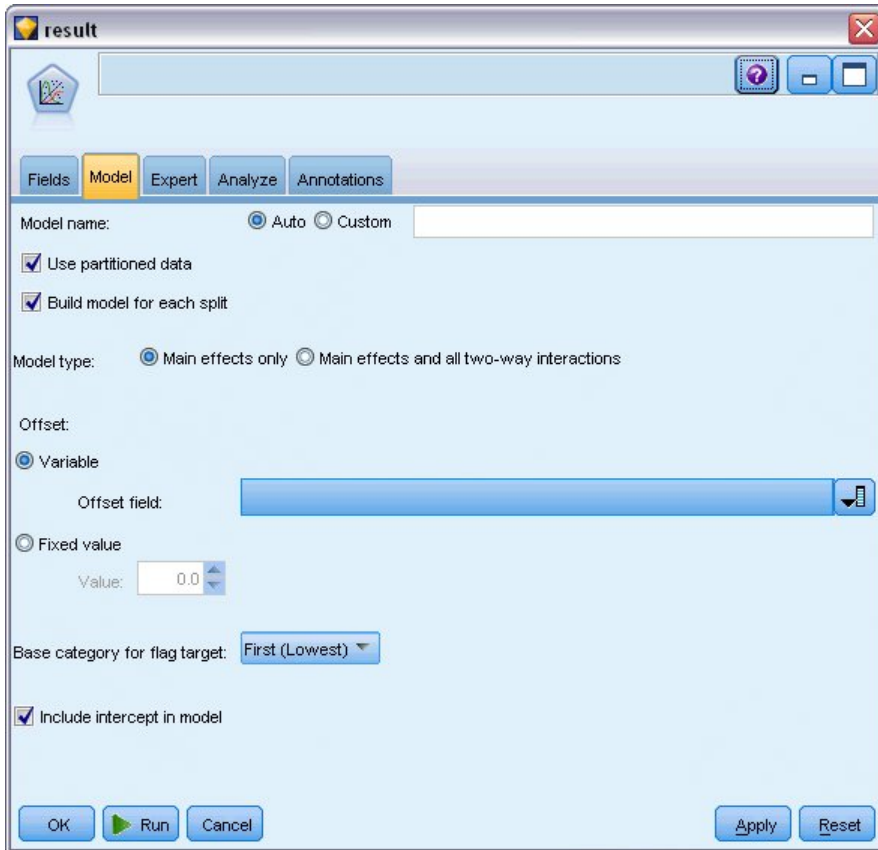 result
?
Fields Model Expert Analyze Annotations
Model name: Auto Custom
Use partitioned data
Build model for each split
Model type: Main effects only Main effects and all two-way interactions
Offset:
Variable
Offset field:
Fixed value
Value: 0.0
Base category for flag target: First (Lowest)
Include intercept in model
OK Run Cancel Apply Reset